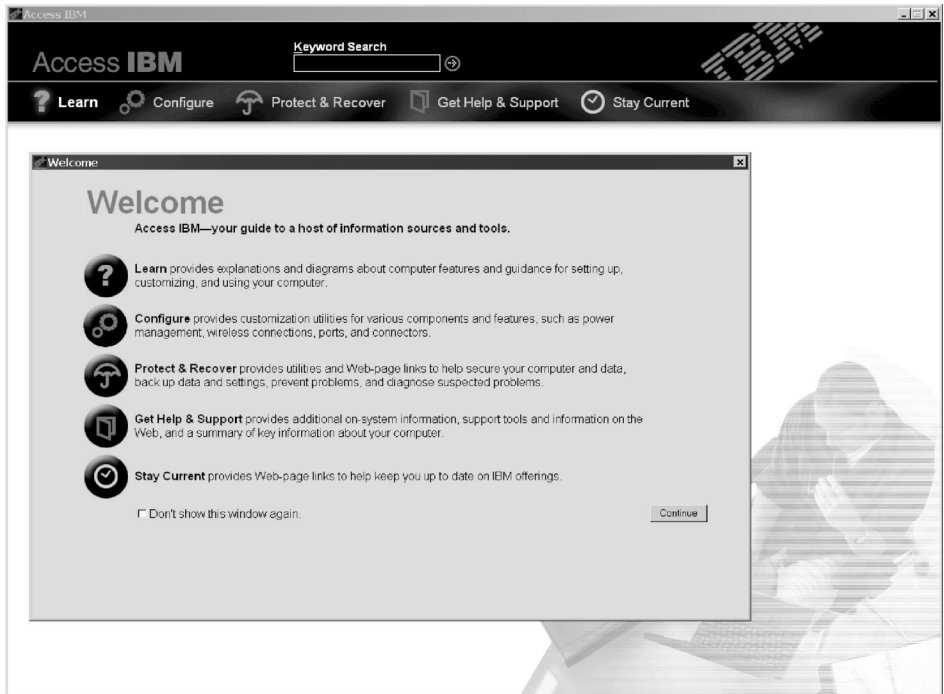 Access IBM
Keyword Search
IBM
Access IBM
Learn Configure Protect & Recover Get Help & Support Stay Current
Welcome
Welcome
Access IBM—your guide to a host of information sources and tools.
Learn provides explanations and diagrams about computer features and guidance for setting up,
customizing, and using your computer.
Configure provides customization utilities for various components and features, such as power
management, wireless connections, ports, and connectors.
Protect & Recover provides utilities and Web-page links to help secure your computer and data,
back up data and settings, prevent problems, and diagnose suspected problems.
Get Help & Support provides additional on-system information, support tools and information on the
Web, and a summary of key information about your computer.
Stay Current provides Web-page links to help keep you up to date on IBM offerings.
Don't show this window again.
Continue